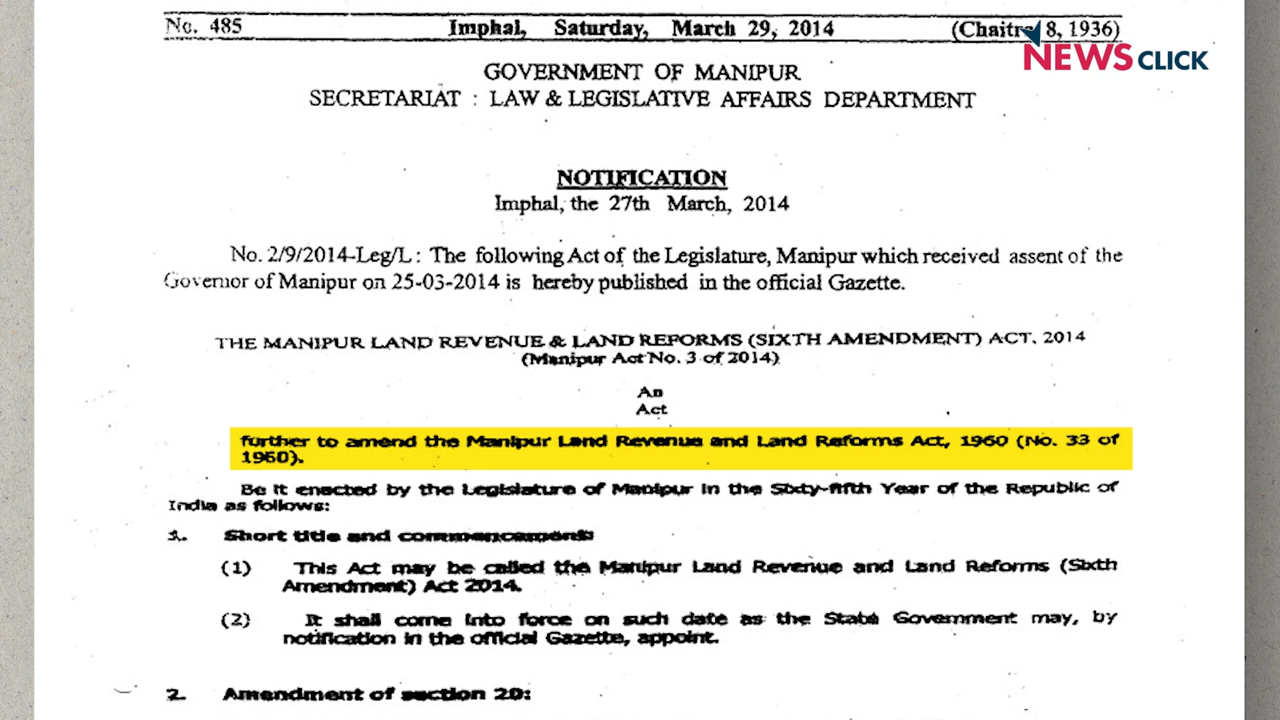 No. 485 Imphal, Saturday, March 29, 2014 (Chaitra 8, 1936)
NEWS CLICK
GOVERNMENT OF MANIPUR
SECRETARIAT : LAW & LEGISLATIVE AFFAIRS DEPARTMENT
NOTIFICATION
Imphal, the 27th March, 2014
No. 2/9/2014-Leg/L : The following Act of the Legislature, Manipur which received assent of the
Governor of Manipur on 25-03-2014 is hereby published in the official Gazette.
THE MANIPUR LAND REVENUE & LAND REFORMS (SIXTH AMENDMENT) ACT, 2014
(Manipur Act No. 3 of 2014)
An
Act
further to amend the Manipur Land Revenue and Land Reforms Act, 1960 (No. 33 of
1960).
Be it enacted by the Legislature of Manipur in the Sixty-fifth Year of the Republic of
India as follows:
1. Short title and commencement:
(1) This Act may be called the Manipur Land Revenue and Land Reforms (Sixth
Amendment) Act 2014.
(2) It shall come into force on such date as the State Government may, by
notification in the official Gazette, appoint.
2. Amendment of section 20: